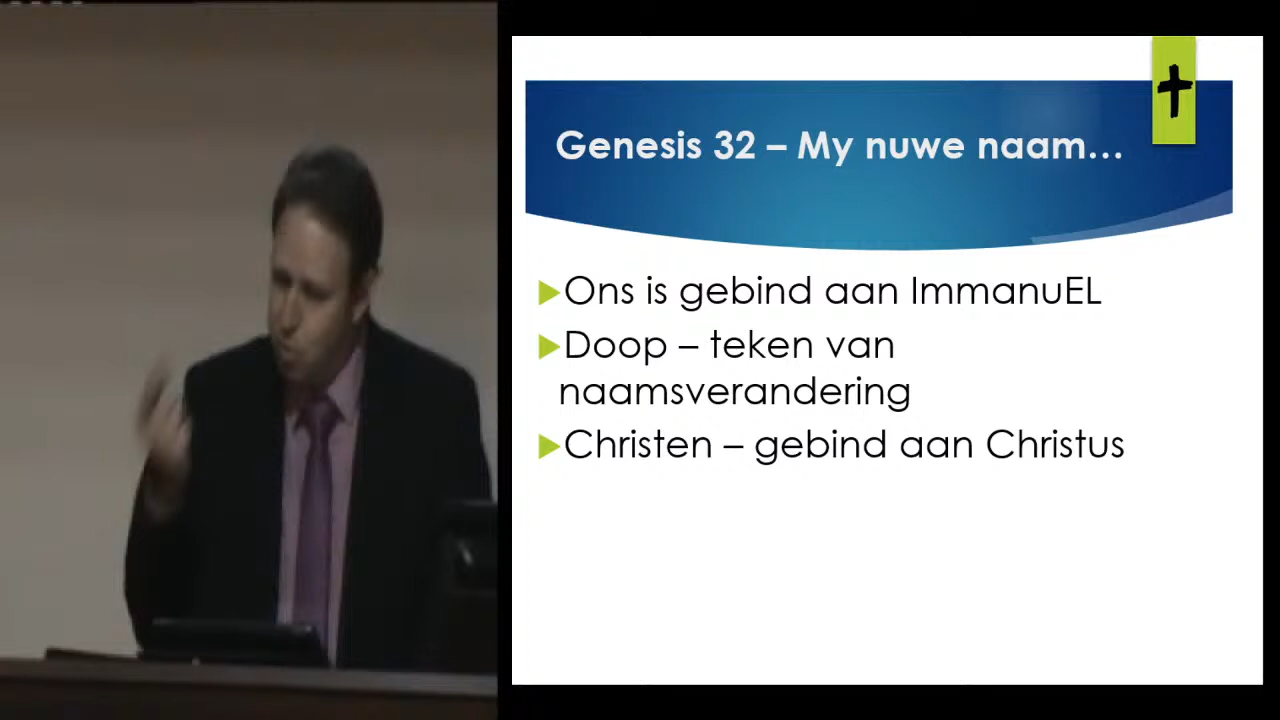 Genesis 32 – My nuwe naam...
Ons is gebind aan ImmanuEL
Doop – teken van
naamsverandering
Christen – gebind aan Christus